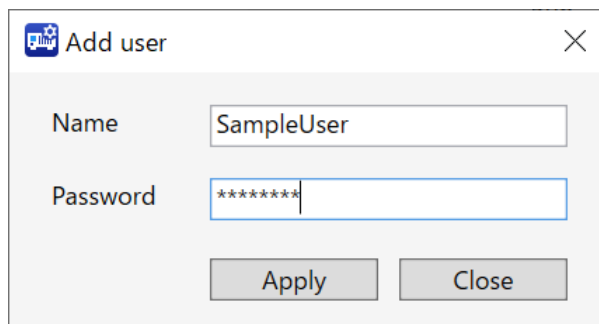 Add user
Name SampleUser
Password ********
Apply Close